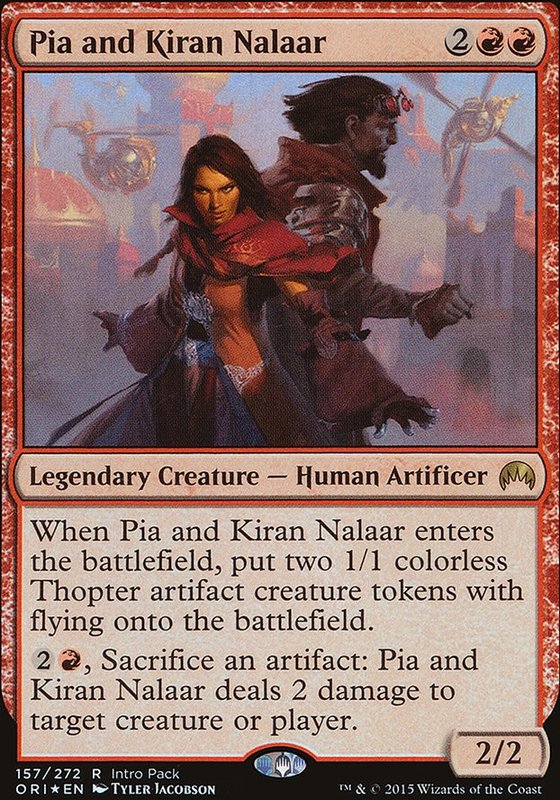 Pia and Kiran Nalaar 2
Legendary Creature — Human Artificer
When Pia and Kiran Nalaar enters
the battlefield, put two 1/1 colorless
Thopter artifact creature tokens with
flying onto the battlefield.
2 , Sacrifice an artifact: Pia and
Kiran Nalaar deals 2 damage to
target creature or player.
2/2
157/272 R Intro Pack
ORI★EN Tyler Jacobson ™ & © 2015 Wizards of the Coast